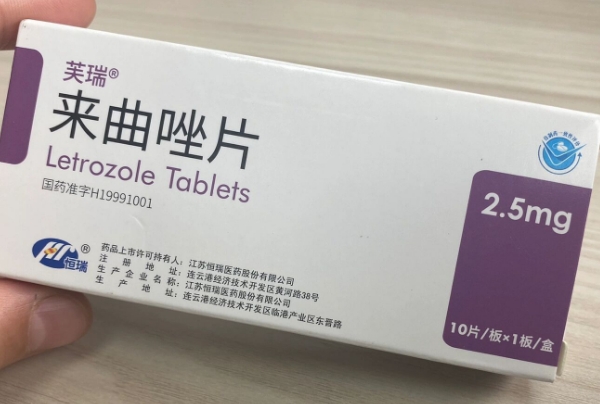 芙瑞®
来曲唑片
Letrozole Tablets
国药准字H19991001
2.5mg
恒瑞®
药品上市许可持有人：江苏恒瑞医药股份有限公司
注册地址：连云港经济技术开发区黄河路38号
生产企业名称：江苏恒瑞医药股份有限公司
生产地址：连云港经济技术开发区临港产业区东晋路
10片/板×1板/盒